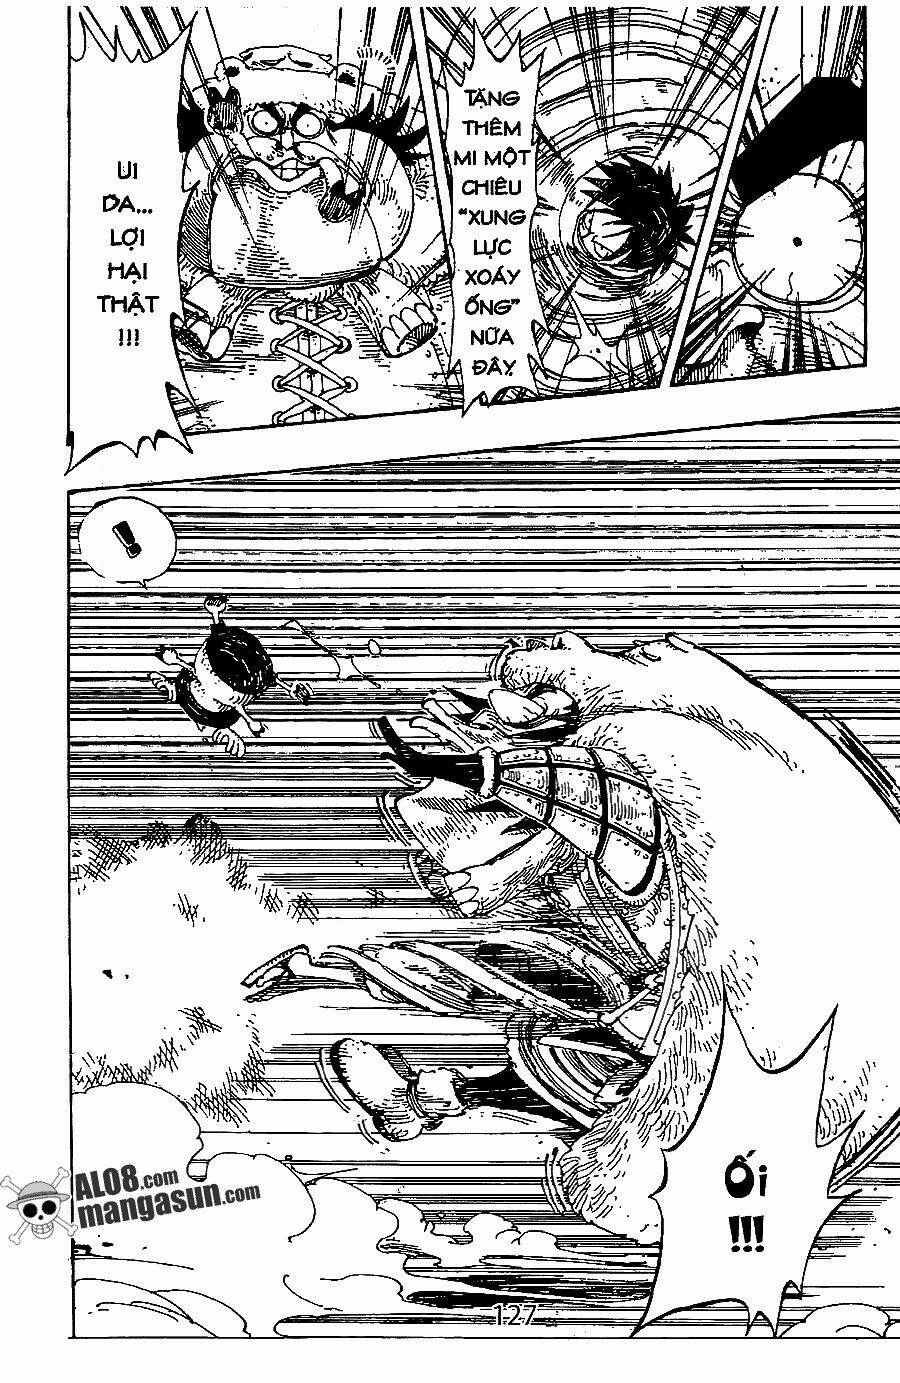 TẶNG
THÊM
MI MỘT
CHIÊU
"XUNG
LỰC
XOÁY
ỐNG"
NỮA
ĐÂY
UI
DA...
LỢI
HẠI
THẬT
!!!
!
ỐI
!!!
AL08.com
mangasun.com
127